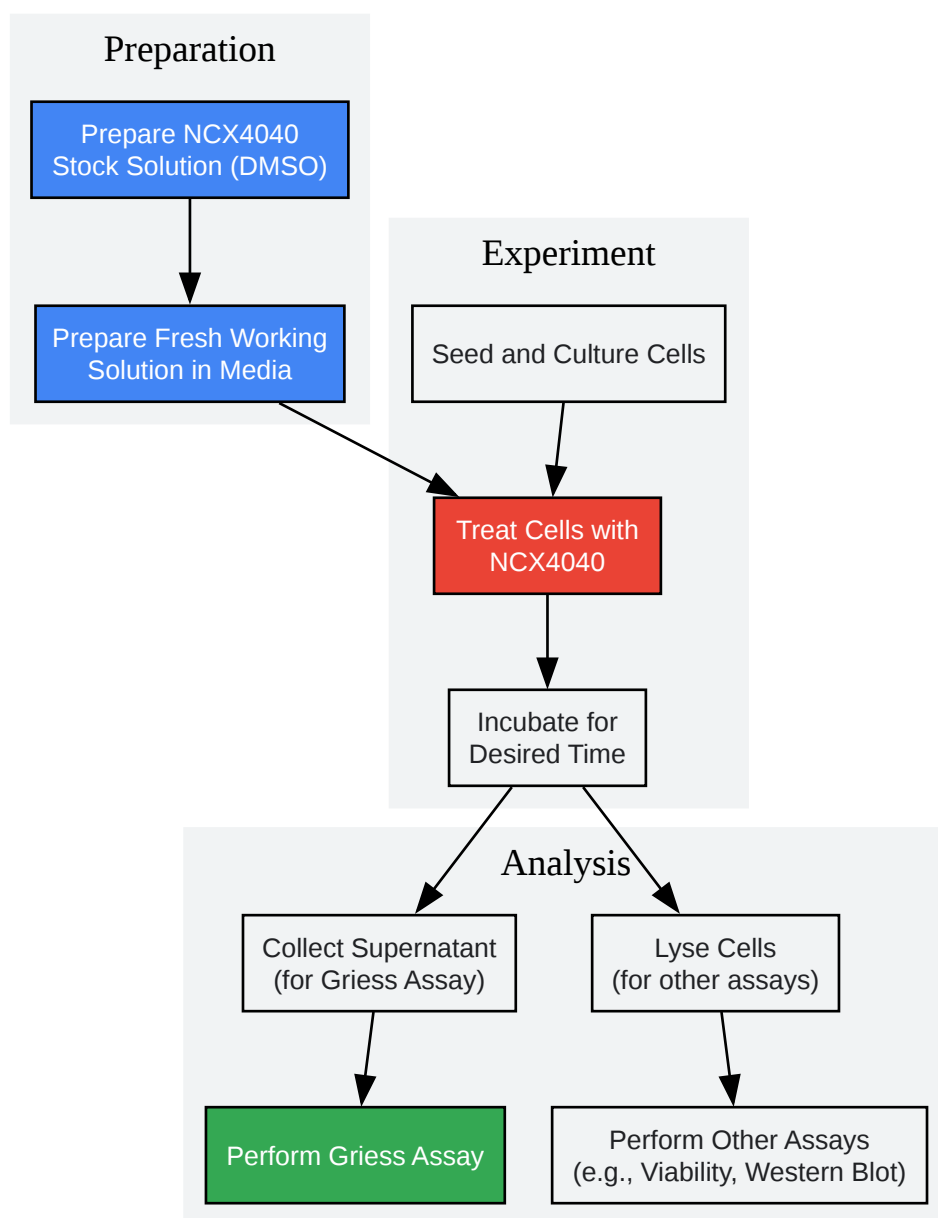 Preparation
Prepare NCX4040
Stock Solution (DMSO)
Prepare Fresh Working
Solution in Media
Experiment
Seed and Culture Cells
Treat Cells with
NCX4040
Incubate for
Desired Time
Analysis
Collect Supernatant
(for Griess Assay)
Lyse Cells
(for other assays)
Perform Griess Assay
Perform Other Assays
(e.g., Viability, Western Blot)